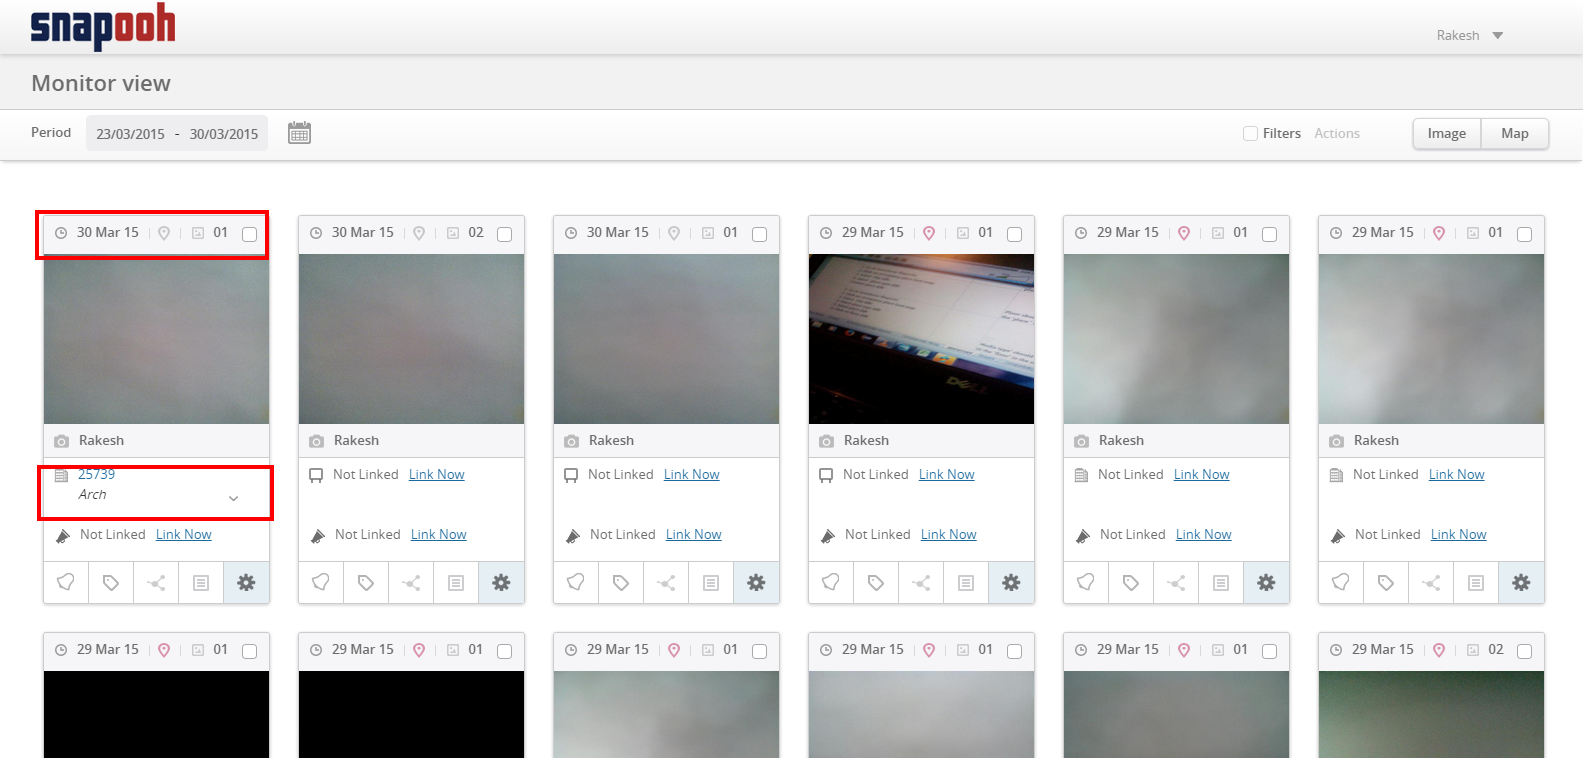 snapooh
Rakesh
Monitor view
Period 23/03/2015 - 30/03/2015 Filters Actions Image Map
30 Mar 15 01 30 Mar 15 02 30 Mar 15 01 29 Mar 15 01 29 Mar 15 01 29 Mar 15 01
DELL
Rakesh Rakesh Rakesh Rakesh Rakesh Rakesh
25739 Not Linked Link Now Not Linked Link Now Not Linked Link Now Not Linked Link Now Not Linked Link Now
Arch
Not Linked Link Now Not Linked Link Now Not Linked Link Now Not Linked Link Now Not Linked Link Now Not Linked Link Now
29 Mar 15 01 29 Mar 15 01 29 Mar 15 01 29 Mar 15 01 29 Mar 15 01 29 Mar 15 02